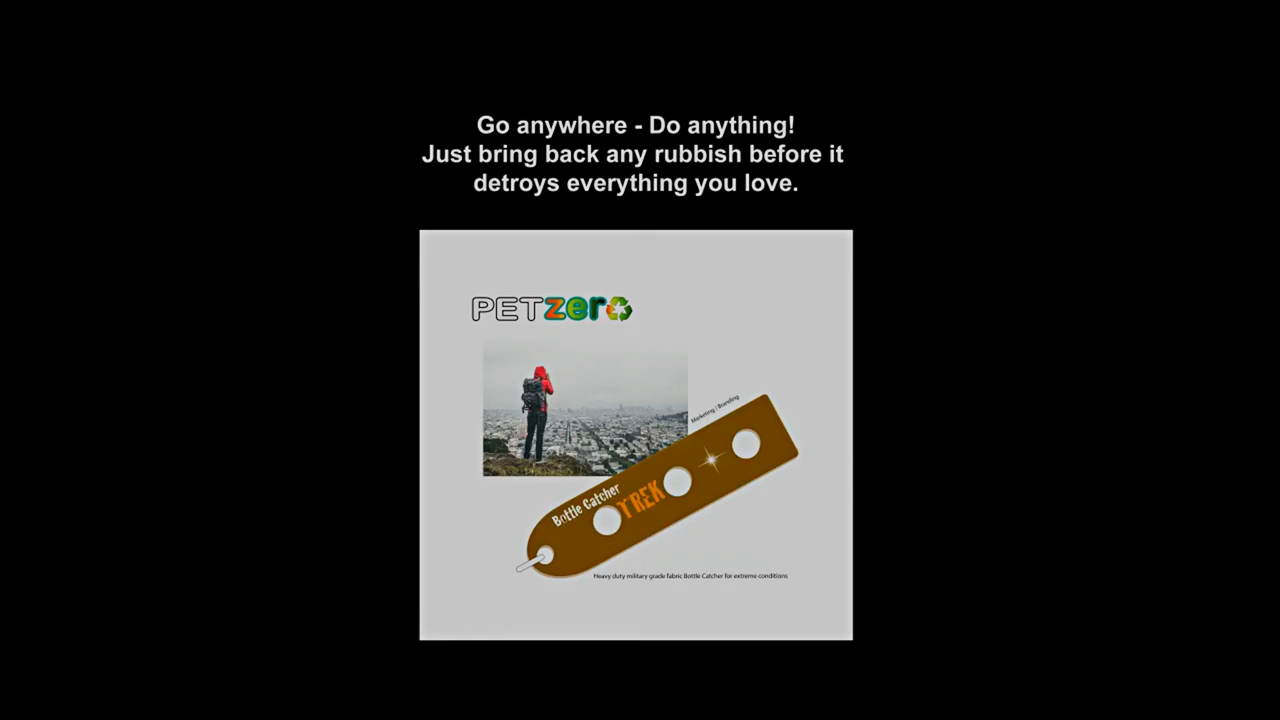 Go anywhere - Do anything!
Just bring back any rubbish before it
detroys everything you love.
PETzero
Marketing / Branding
Bottle Catcher
TREK
Heavy duty military grade fabric Bottle Catcher for extreme conditions